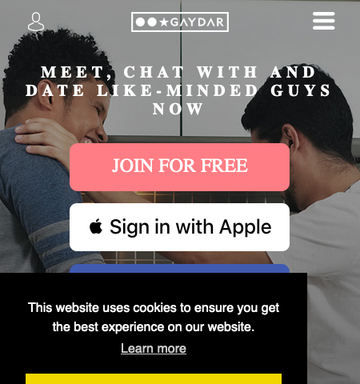 GAYDAR
MEET, CHAT WITH AND
DATE LIKE-MINDED GUYS
NOW
JOIN FOR FREE
Sign in with Apple
This website uses cookies to ensure you get
the best experience on our website.
Learn more